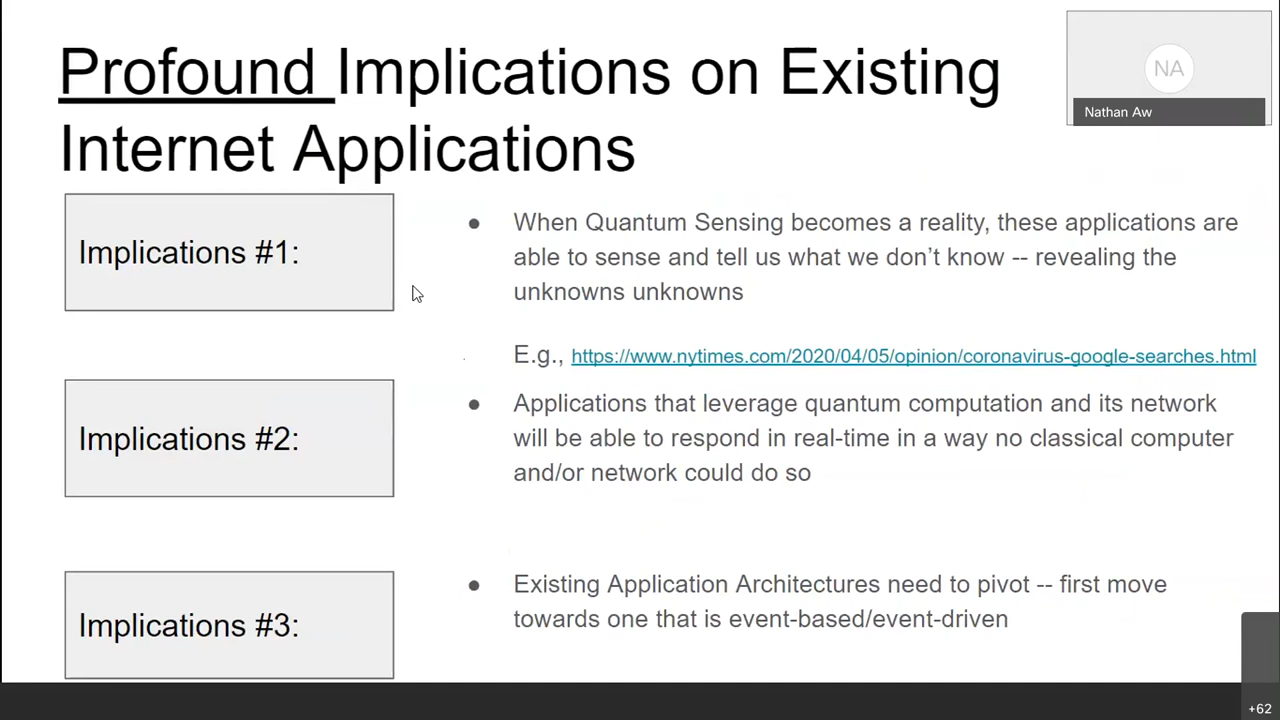 Profound Implications on Existing
Internet Applications
NA
Nathan Aw
Implications #1:
● When Quantum Sensing becomes a reality, these applications are
able to sense and tell us what we don’t know -- revealing the
unknowns unknowns
E.g., https://www.nytimes.com/2020/04/05/opinion/coronavirus-google-searches.html
Implications #2:
● Applications that leverage quantum computation and its network
will be able to respond in real-time in a way no classical computer
and/or network could do so
Implications #3:
● Existing Application Architectures need to pivot -- first move
towards one that is event-based/event-driven
+62